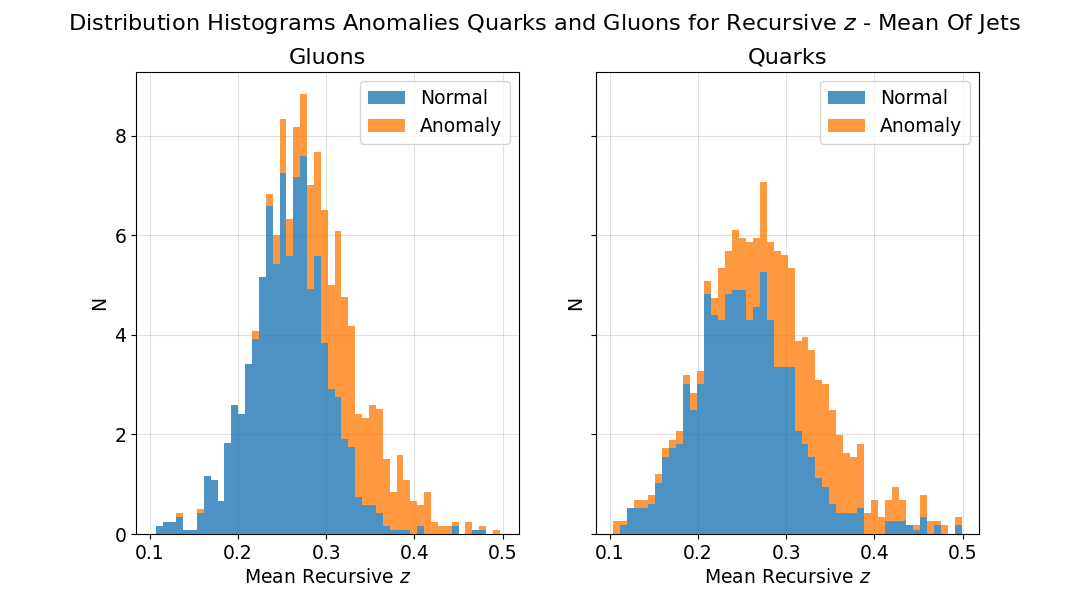 Distribution Histograms Anomalies Quarks and Gluons for Recursive z - Mean Of Jets
Gluons
Quarks
Normal
Anomaly
Normal
Anomaly
8
6
4
2
0
N
N
0.1 0.2 0.3 0.4 0.5
0.1 0.2 0.3 0.4 0.5
Mean Recursive z
Mean Recursive z